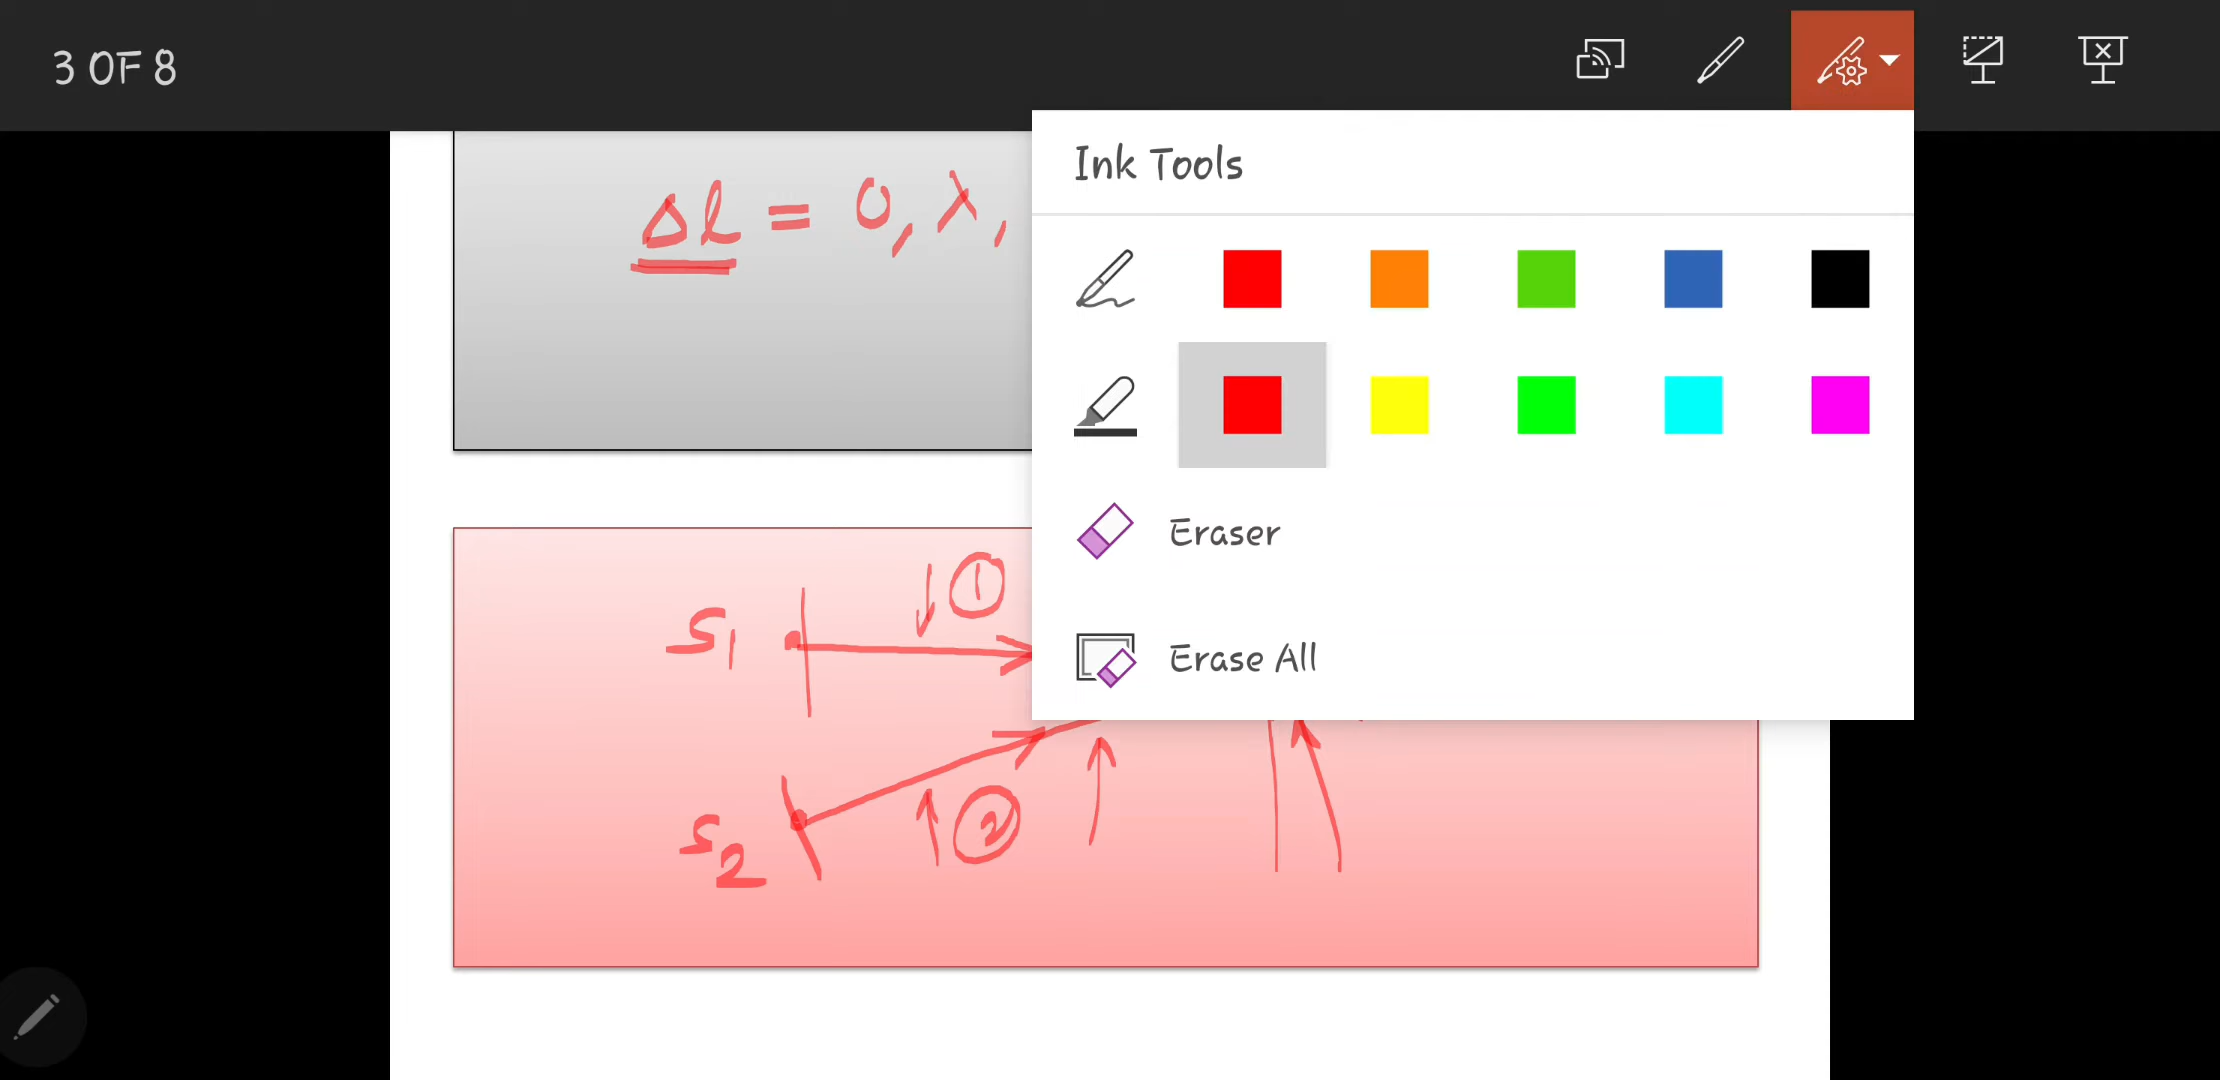 3 OF 8
Ink Tools
Δl = 0, λ,
Eraser
Erase All
S1
1
S2
2